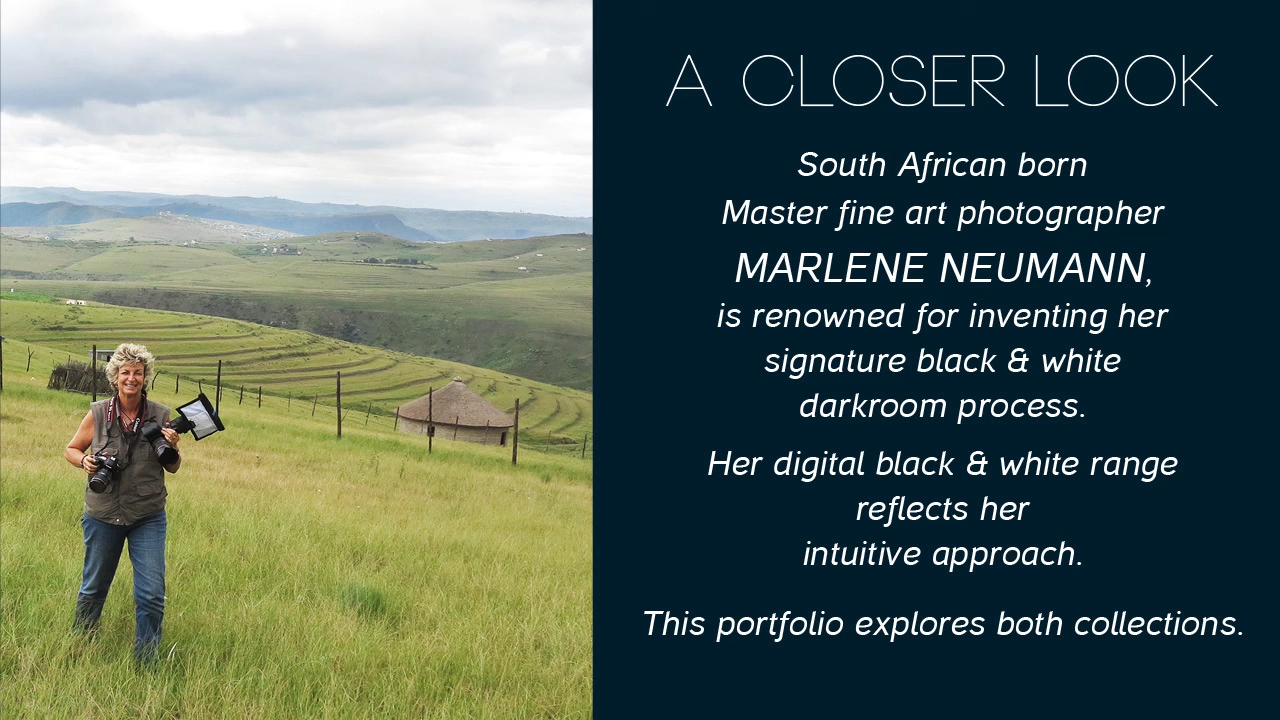 A CLOSER LOOK
South African born
Master fine art photographer
MARLENE NEUMANN,
is renowned for inventing her
signature black & white
darkroom process.
Her digital black & white range
reflects her
intuitive approach.
This portfolio explores both collections.